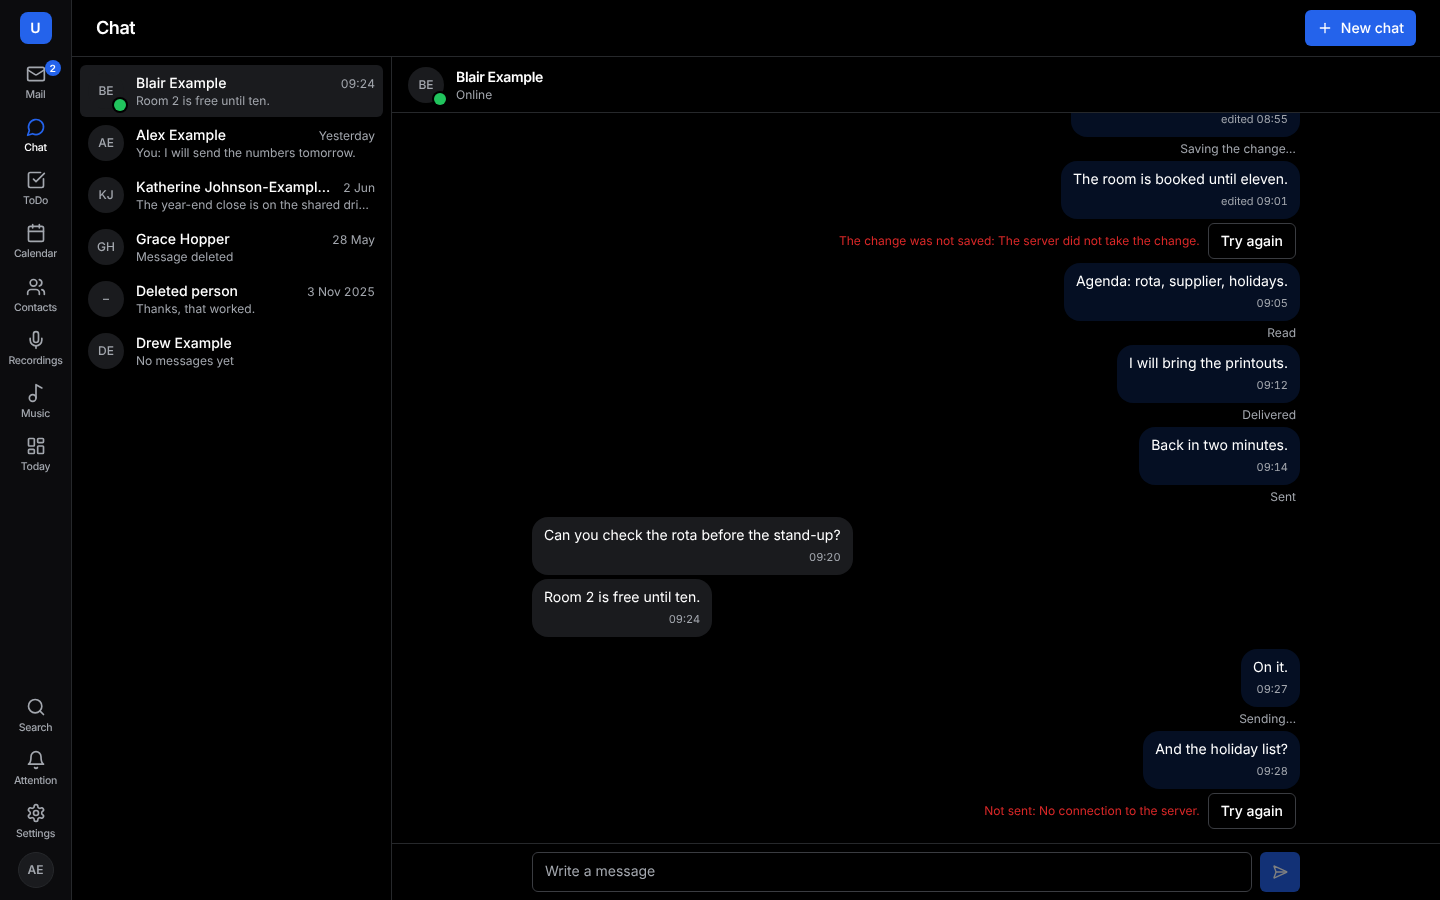 U
Mail
2
Chat
ToDo
Calendar
Contacts
Recordings
Music
Today
Search
Attention
Settings
AE
Chat
New chat
BE
Blair Example
09:24
Room 2 is free until ten.
AE
Alex Example
Yesterday
You: I will send the numbers tomorrow.
KJ
Katherine Johnson-Exampl...
2 Jun
The year-end close is on the shared dri...
GH
Grace Hopper
28 May
Message deleted
–
Deleted person
3 Nov 2025
Thanks, that worked.
DE
Drew Example
No messages yet
BE
Blair Example
Online
edited 08:55
Saving the change...
The room is booked until eleven.
edited 09:01
The change was not saved: The server did not take the change.
Try again
Agenda: rota, supplier, holidays.
09:05
Read
I will bring the printouts.
09:12
Delivered
Back in two minutes.
09:14
Sent
Can you check the rota before the stand-up?
09:20
Room 2 is free until ten.
09:24
On it.
09:27
Sending...
And the holiday list?
09:28
Not sent: No connection to the server.
Try again
Write a message